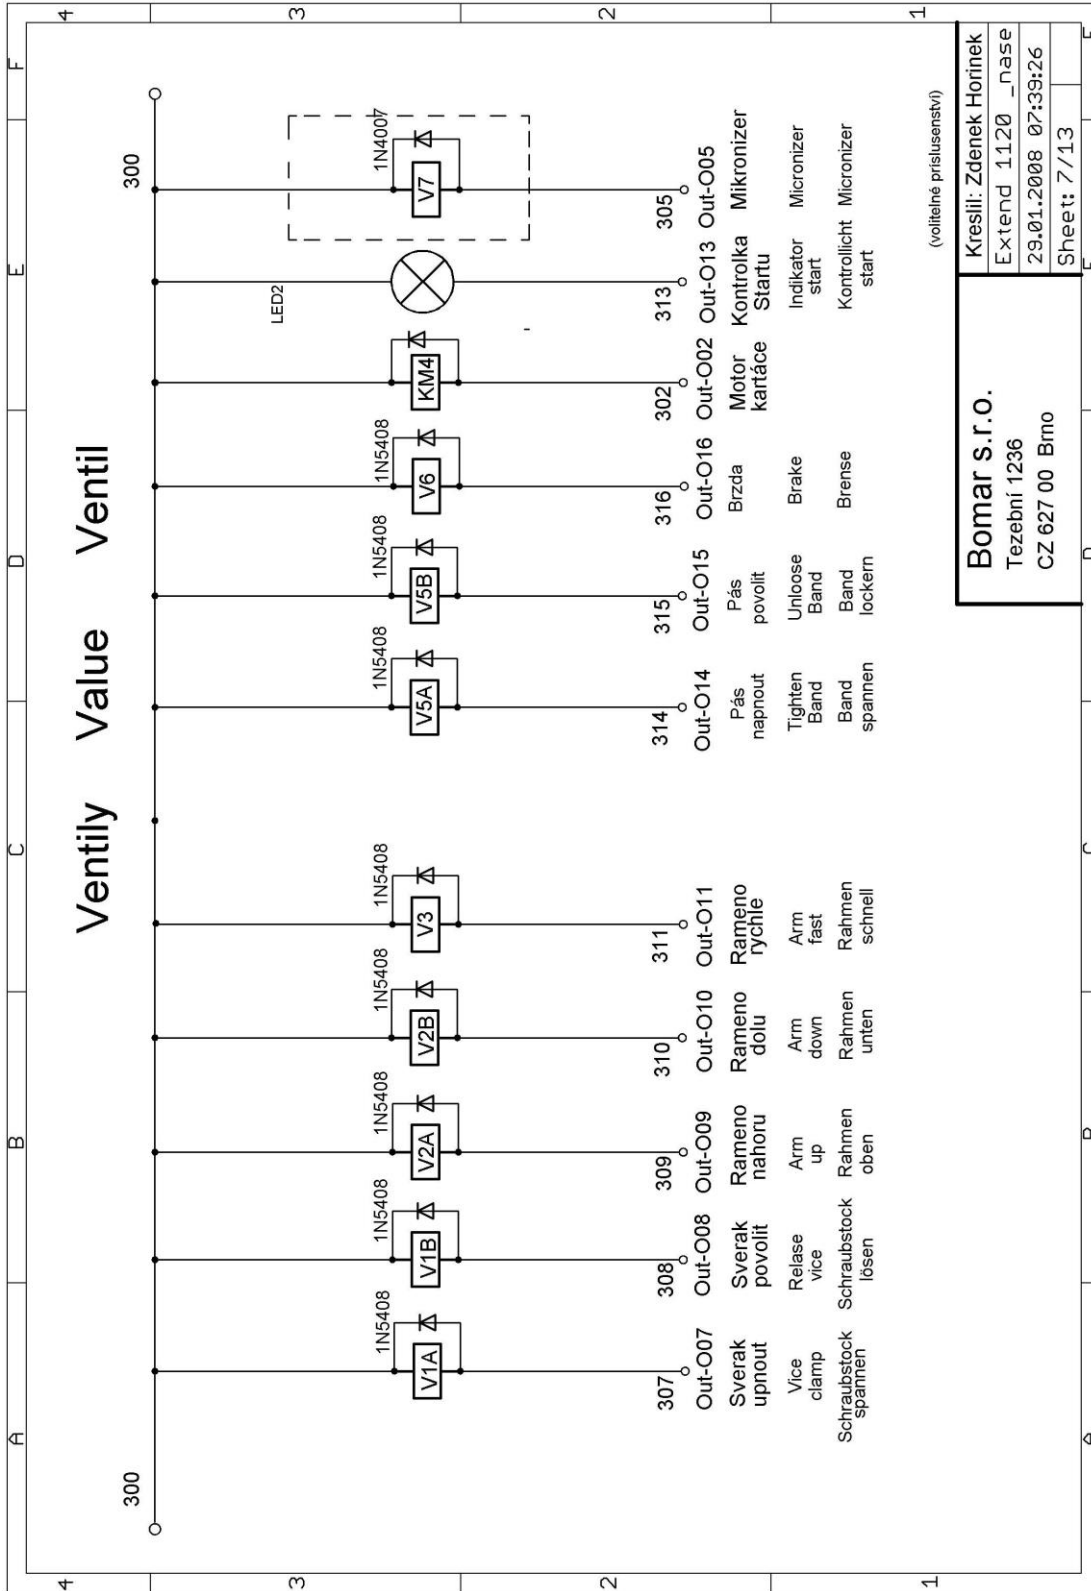 A
B
C
D
E
F
4
4
3
3
2
2
1
1
Ventily Value Ventil
300
300
LED2
1N5408
1N5408
1N5408
1N5408
1N5408
1N5408
1N5408
1N5408
1N4007
V1A
V1B
V2A
V2B
V3
V5A
V5B
V6
KM4
V7
307
308
309
310
311
314
315
316
302
313
305
Out-O07
Sverak
upnout
Vice
clamp
Schraubstock
spannen
Out-O08
Sverak
povolit
Relase
vice
Schraubstock
lösen
Out-O09
Rameno
nahoru
Arm
up
Rahmen
oben
Out-O10
Rameno
dolu
Arm
down
Rahmen
unten
Out-O11
Rameno
rychle
Arm
fast
Rahmen
schnell
Out-O14
Pás
napnout
Tighten
Band
Band
spannen
Out-O15
Pás
povolit
Unloose
Band
Band
lockern
Out-O16
Brzda
Brake
Brense
Out-O02
Motor
kartáce
Out-O13
Kontrolka
Startu
Indikator
start
Kontrollicht
start
Out-O05
Mikronizer
Micronizer
Micronizer
(volitelné príslusenství)
Bomar s.r.o.
Tezební 1236
CZ 627 00 Brno
Kreslil: Zdenek Horinek
Extend 1120 _nase
29.01.2008 07:39:26
Sheet: 7/13